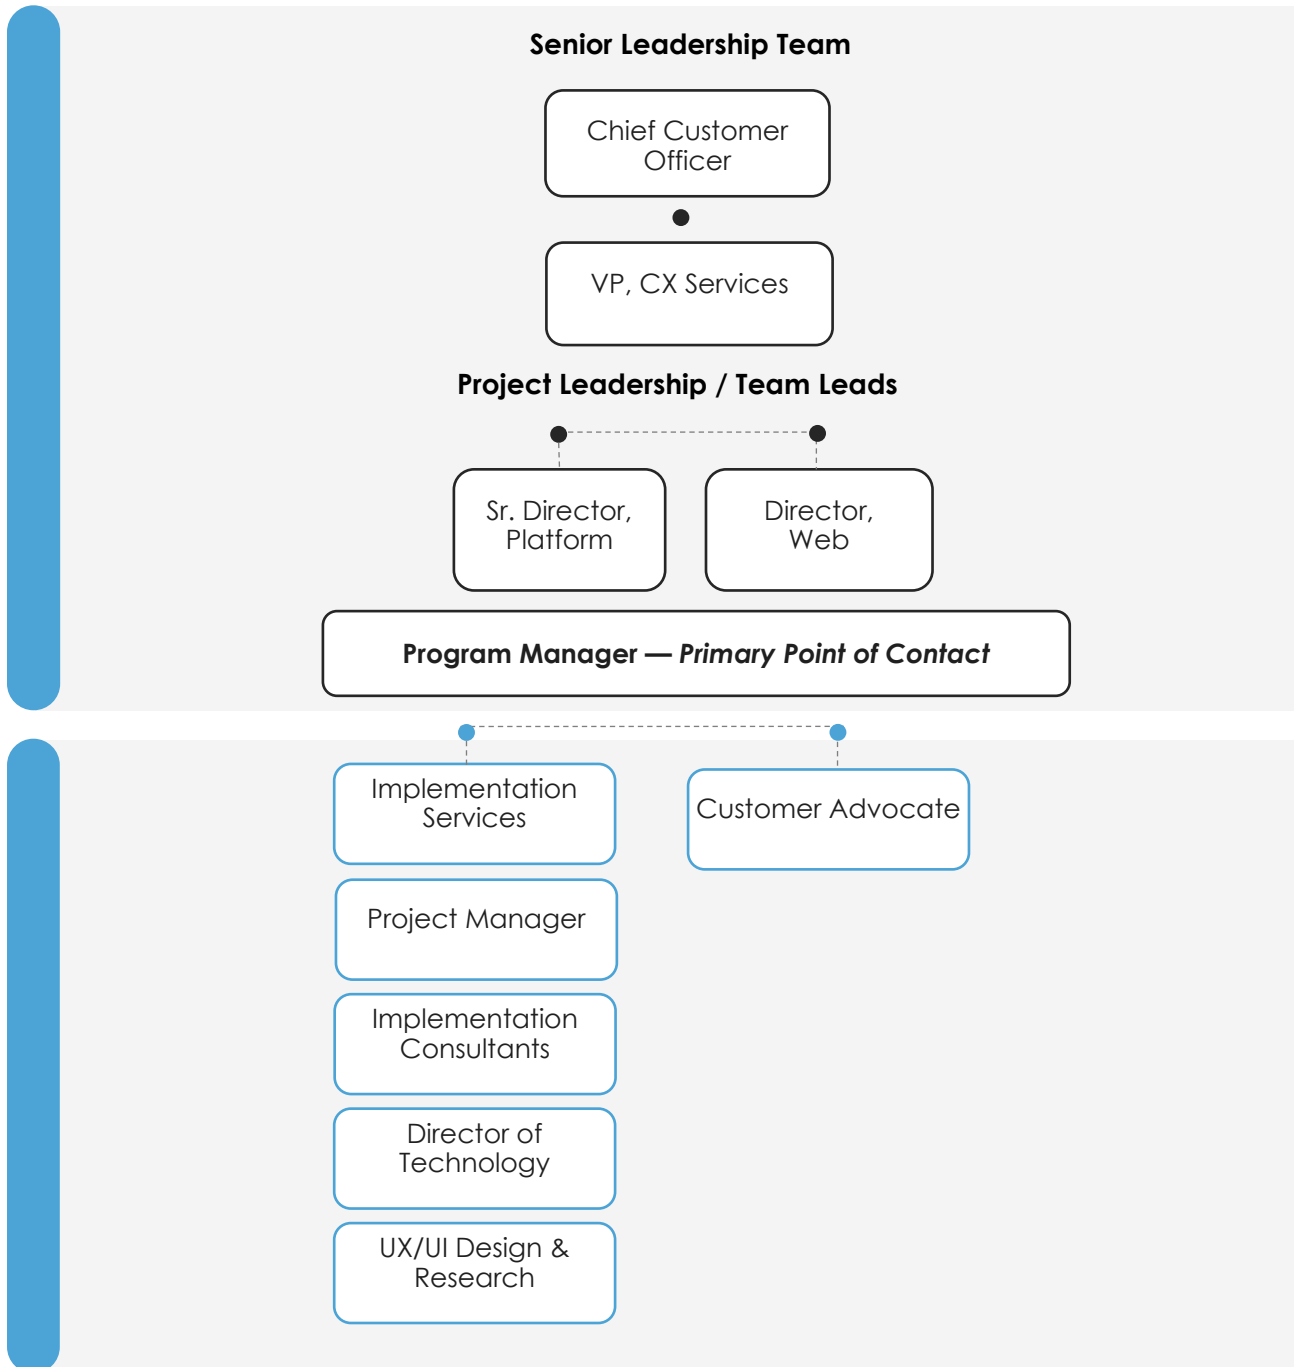 Senior Leadership Team
Chief Customer
Officer
VP, CX Services
Project Leadership / Team Leads
Sr. Director,
Platform
Director,
Web
Program Manager — Primary Point of Contact
Implementation
Services
Customer Advocate
Project Manager
Implementation
Consultants
Director of
Technology
UX/UI Design &
Research